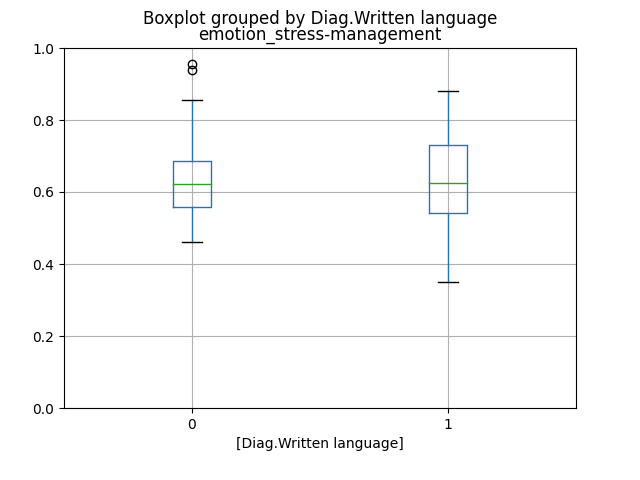 Boxplot grouped by Diag.Written language
emotion_stress-management
1.0
0.8
0.6
0.4
0.2
0.0
0 1
[Diag.Written language]